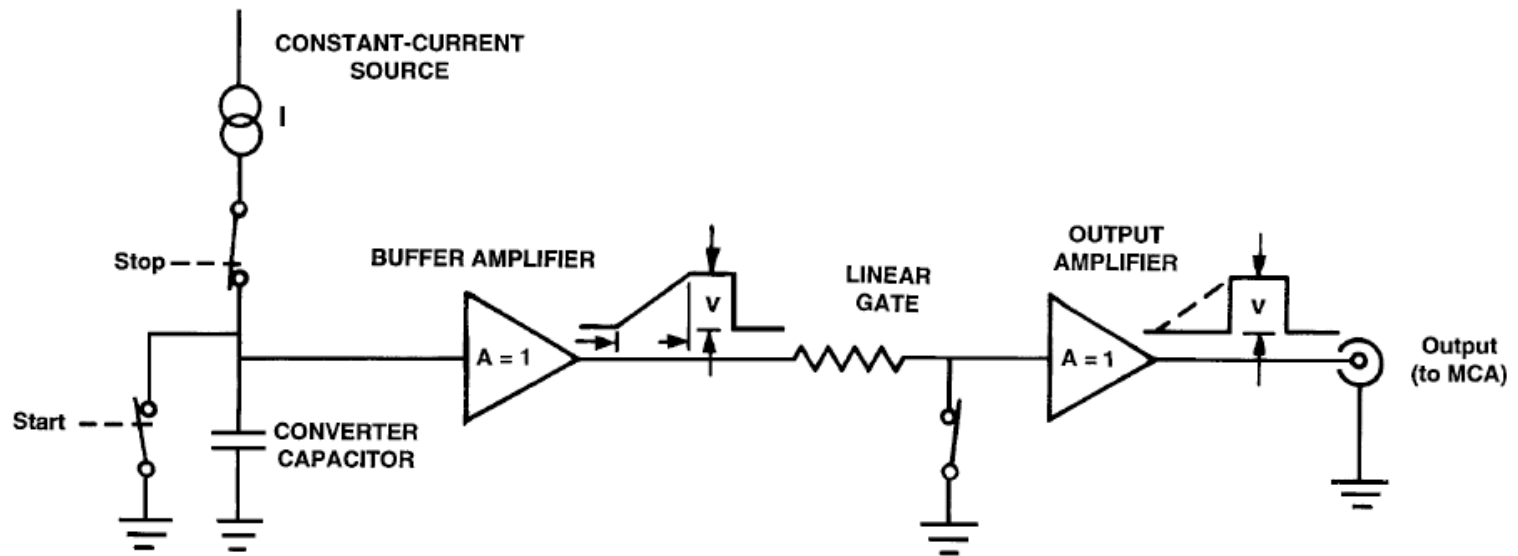 CONSTANT-CURRENT
SOURCE
I
Stop
BUFFER AMPLIFIER
V
LINEAR
GATE
OUTPUT
AMPLIFIER
V
A = 1
A = 1
Output
(to MCA)
Start
CONVERTER
CAPACITOR